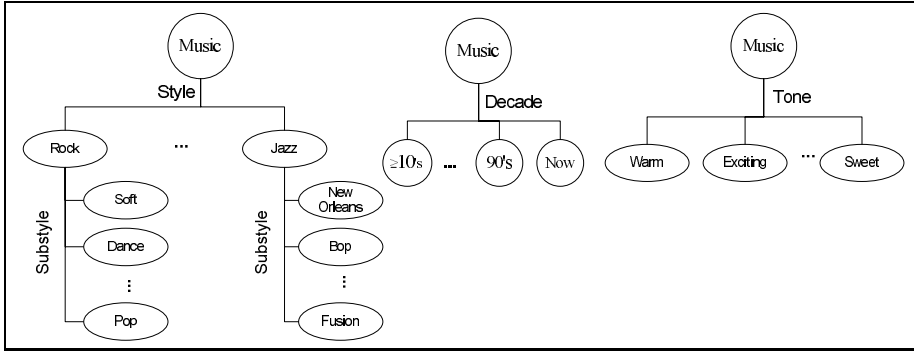 Music
Style
Rock
...
Jazz
Substyle
Soft
Dance
...
Pop
Substyle
New
Orleans
Bop
...
Fusion
Music
Decade
≥10's
...
90's
Now
Music
Tone
Warm
Exciting
...
Sweet